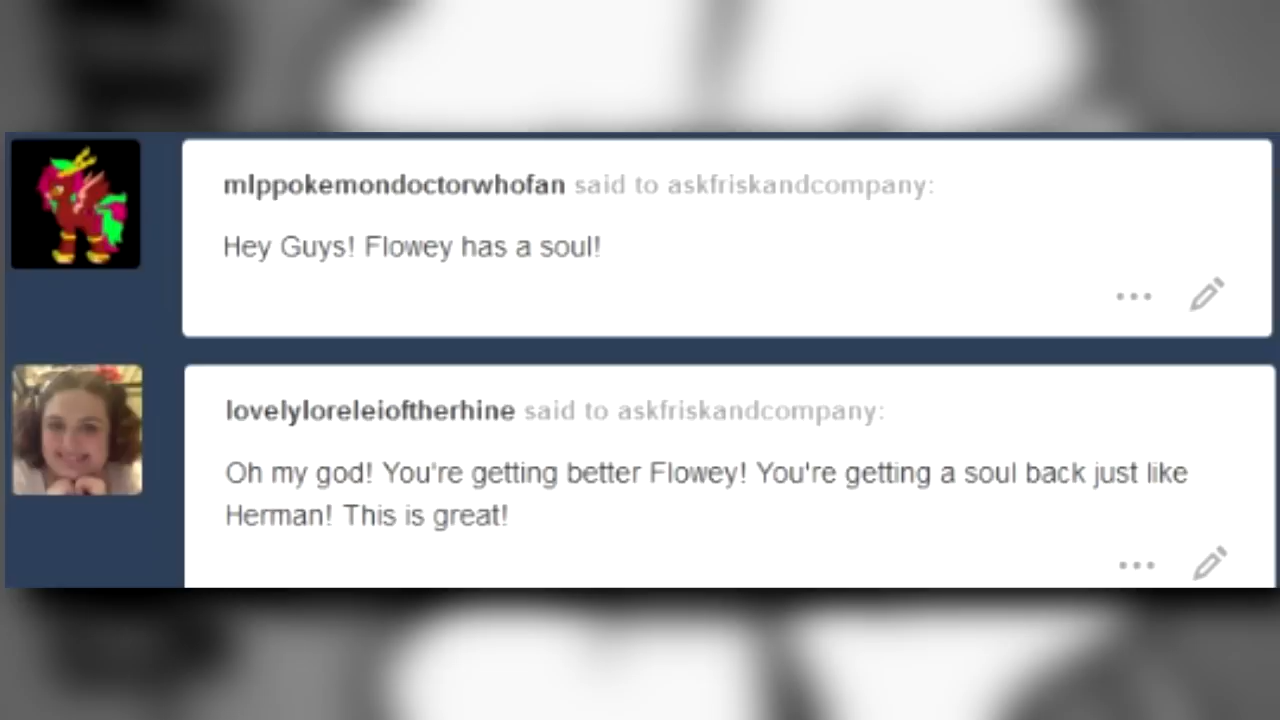 mlppokemondoctorwhofan said to askfriskandcompany:
Hey Guys! Flowey has a soul!
lovelyloreleioftherhine said to askfriskandcompany:
Oh my god! You're getting better Flowey! You're getting a soul back just like
Herman! This is great!